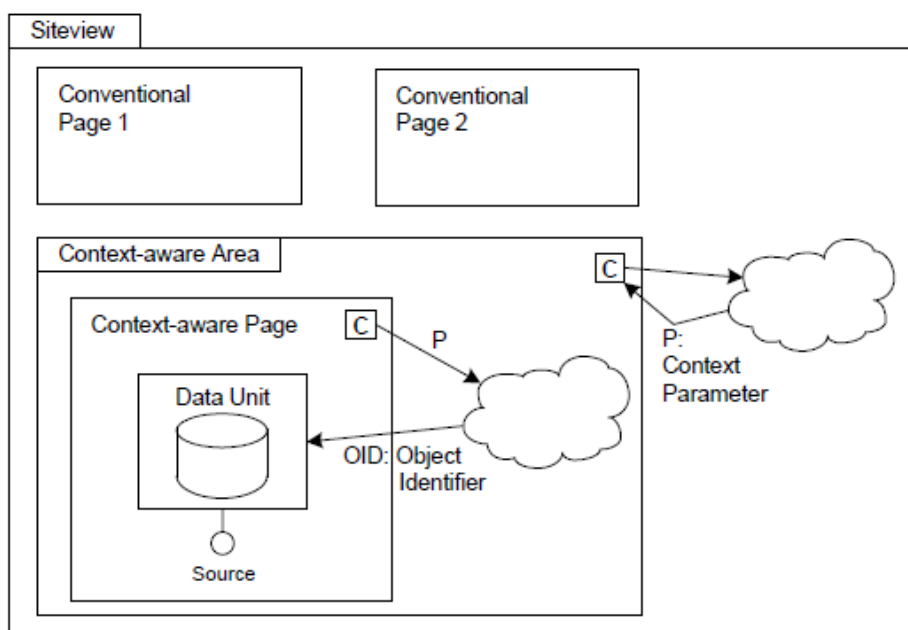 Siteview
Conventional
Page 1
Conventional
Page 2
Context-aware Area
C
Context-aware Page
C
P
P:
Context
Parameter
Data Unit
OID: Object
Identifier
Source